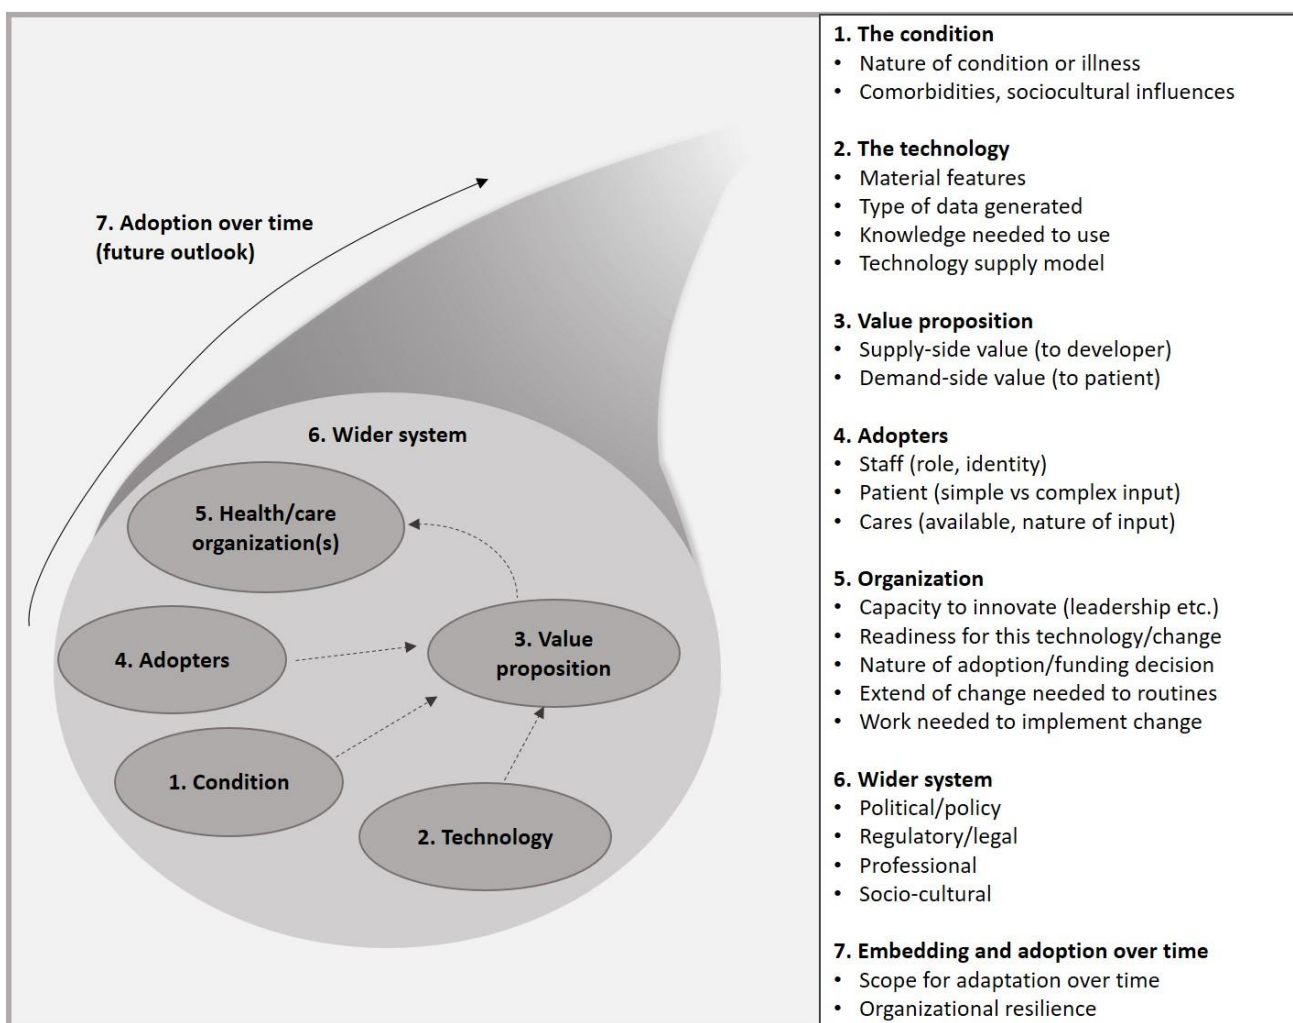 7. Adoption over time
(future outlook)
6. Wider system
5. Health/care
organization(s)
4. Adopters
3. Value
proposition
1. Condition
2. Technology
1. The condition
• Nature of condition or illness
• Comorbidities, sociocultural influences
2. The technology
• Material features
• Type of data generated
• Knowledge needed to use
• Technology supply model
3. Value proposition
• Supply-side value (to developer)
• Demand-side value (to patient)
4. Adopters
• Staff (role, identity)
• Patient (simple vs complex input)
• Cares (available, nature of input)
5. Organization
• Capacity to innovate (leadership etc.)
• Readiness for this technology/change
• Nature of adoption/funding decision
• Extend of change needed to routines
• Work needed to implement change
6. Wider system
• Political/policy
• Regulatory/legal
• Professional
• Socio-cultural
7. Embedding and adoption over time
• Scope for adaptation over time
• Organizational resilience